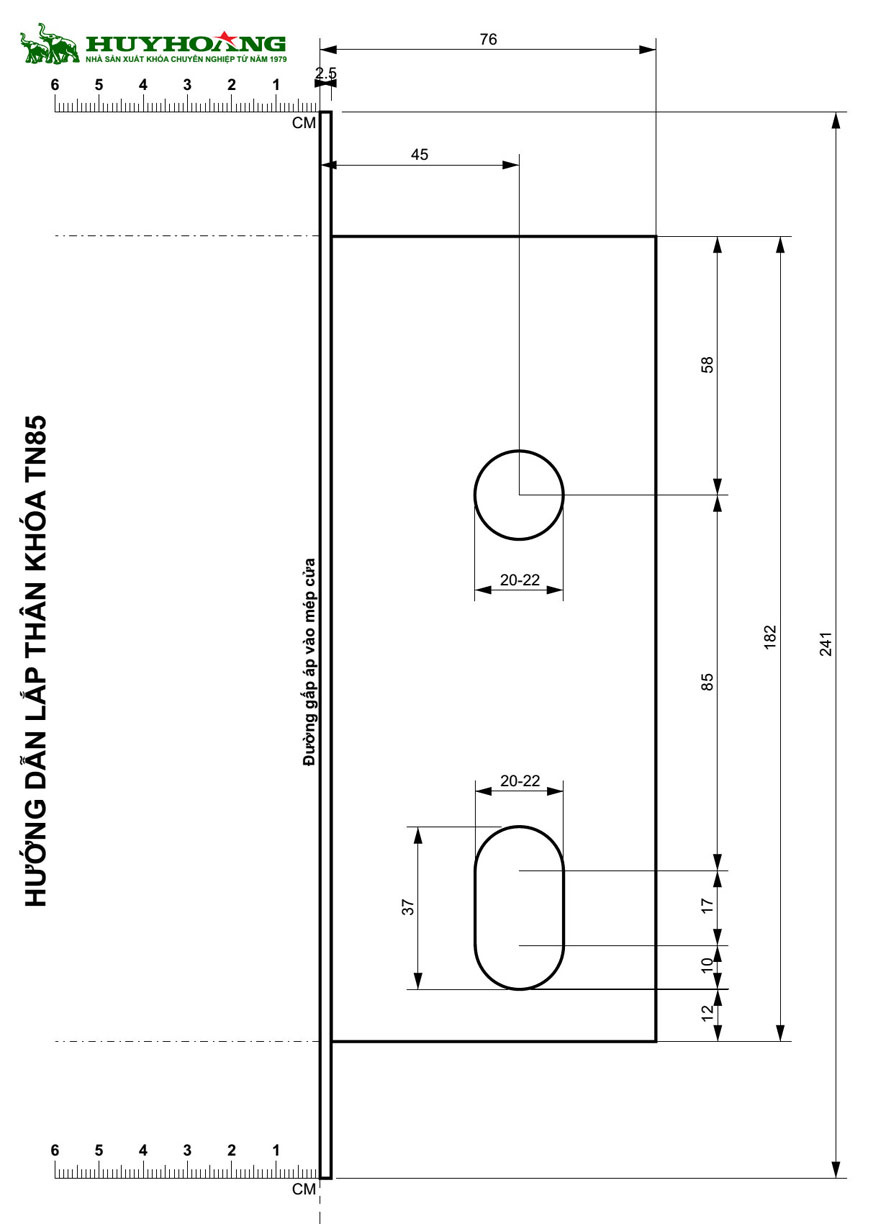 HUYHOÀNG
NHÀ SẢN XUẤT KHÓA CHUYÊN NGHIỆP TỪ NĂM 1979
76
2.5
6 5 4 3 2 1
CM
45
58
HƯỚNG DẪN LẮP THÂN KHÓA TN85
Đường gấp áp vào mép cửa
20-22
182
241
85
20-22
37
17
10
12
6 5 4 3 2 1
CM